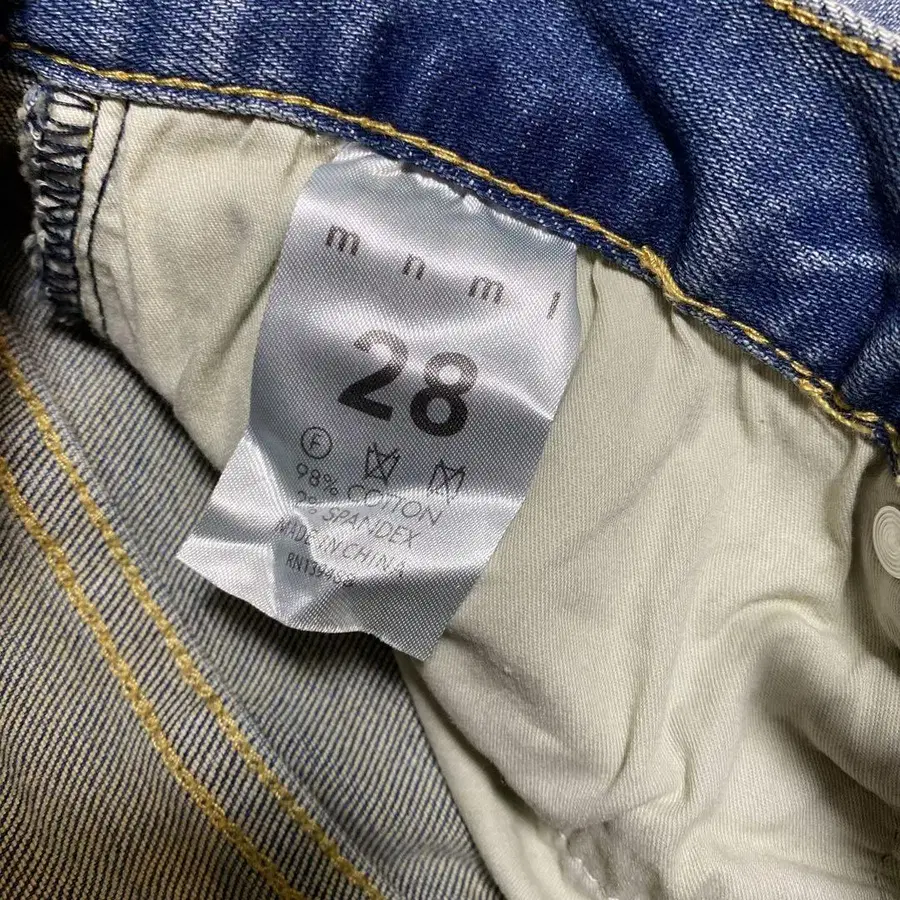 m n m l
28
F
98% COTTON
2% SPANDEX
MADE IN CHINA